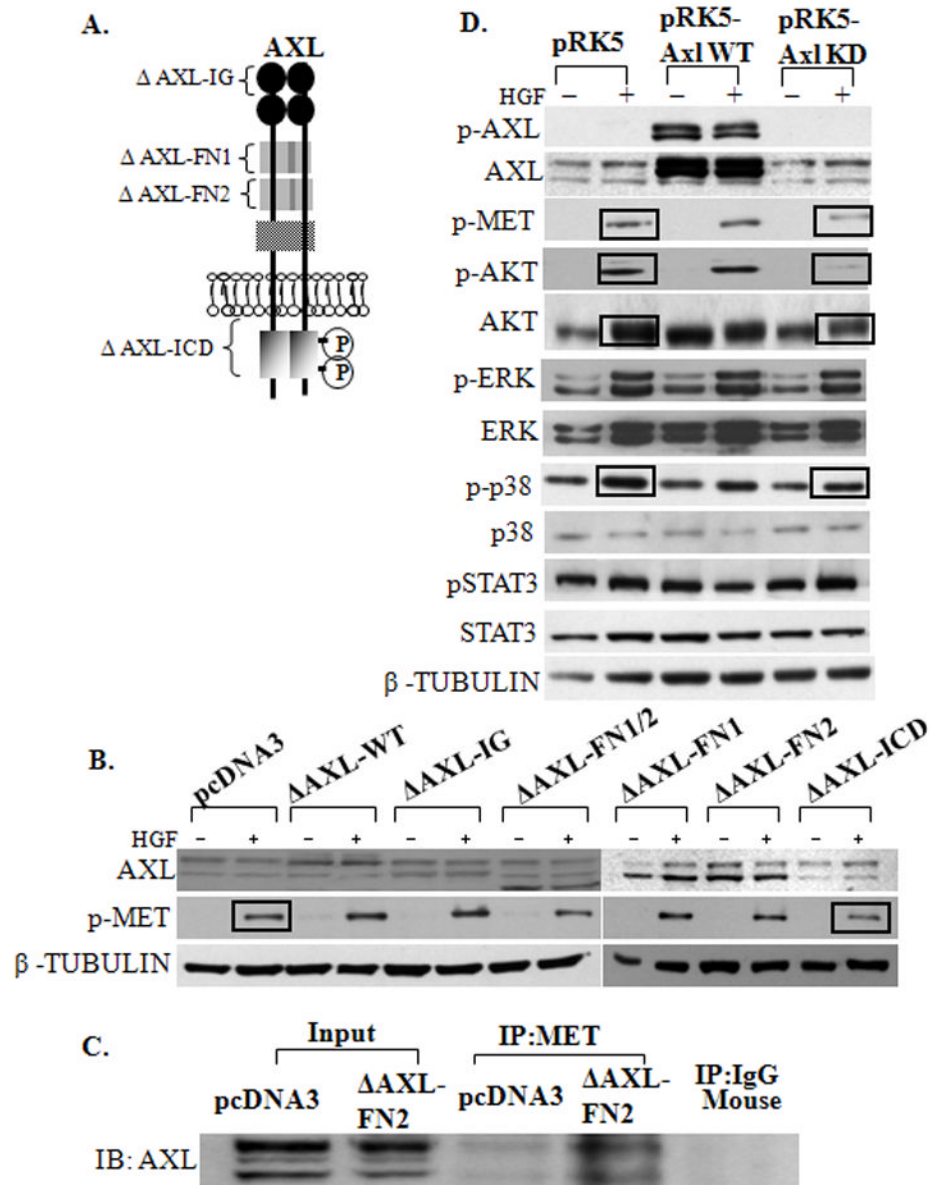 A.
AXL
Δ AXL-IG
Δ AXL-FN1
Δ AXL-FN2
Δ AXL-ICD
P
P
D.
pRK5
pRK5-
Axl WT
pRK5-
Axl KD
HGF − + − + − +
p-AXL
AXL
p-MET
p-AKT
AKT
p-ERK
ERK
p-p38
p38
pSTAT3
STAT3
β -TUBULIN
B.
pcDNA3 ΔAXL-WT ΔAXL-IG ΔAXL-FN1/2 ΔAXL-FN1 ΔAXL-FN2 ΔAXL-ICD
HGF − + − + − + − + − + − + − +
AXL
p-MET
β -TUBULIN
C.
Input
IP:MET
pcDNA3
ΔAXL-
FN2
pcDNA3
ΔAXL-
FN2
IP:IgG
Mouse
IB: AXL